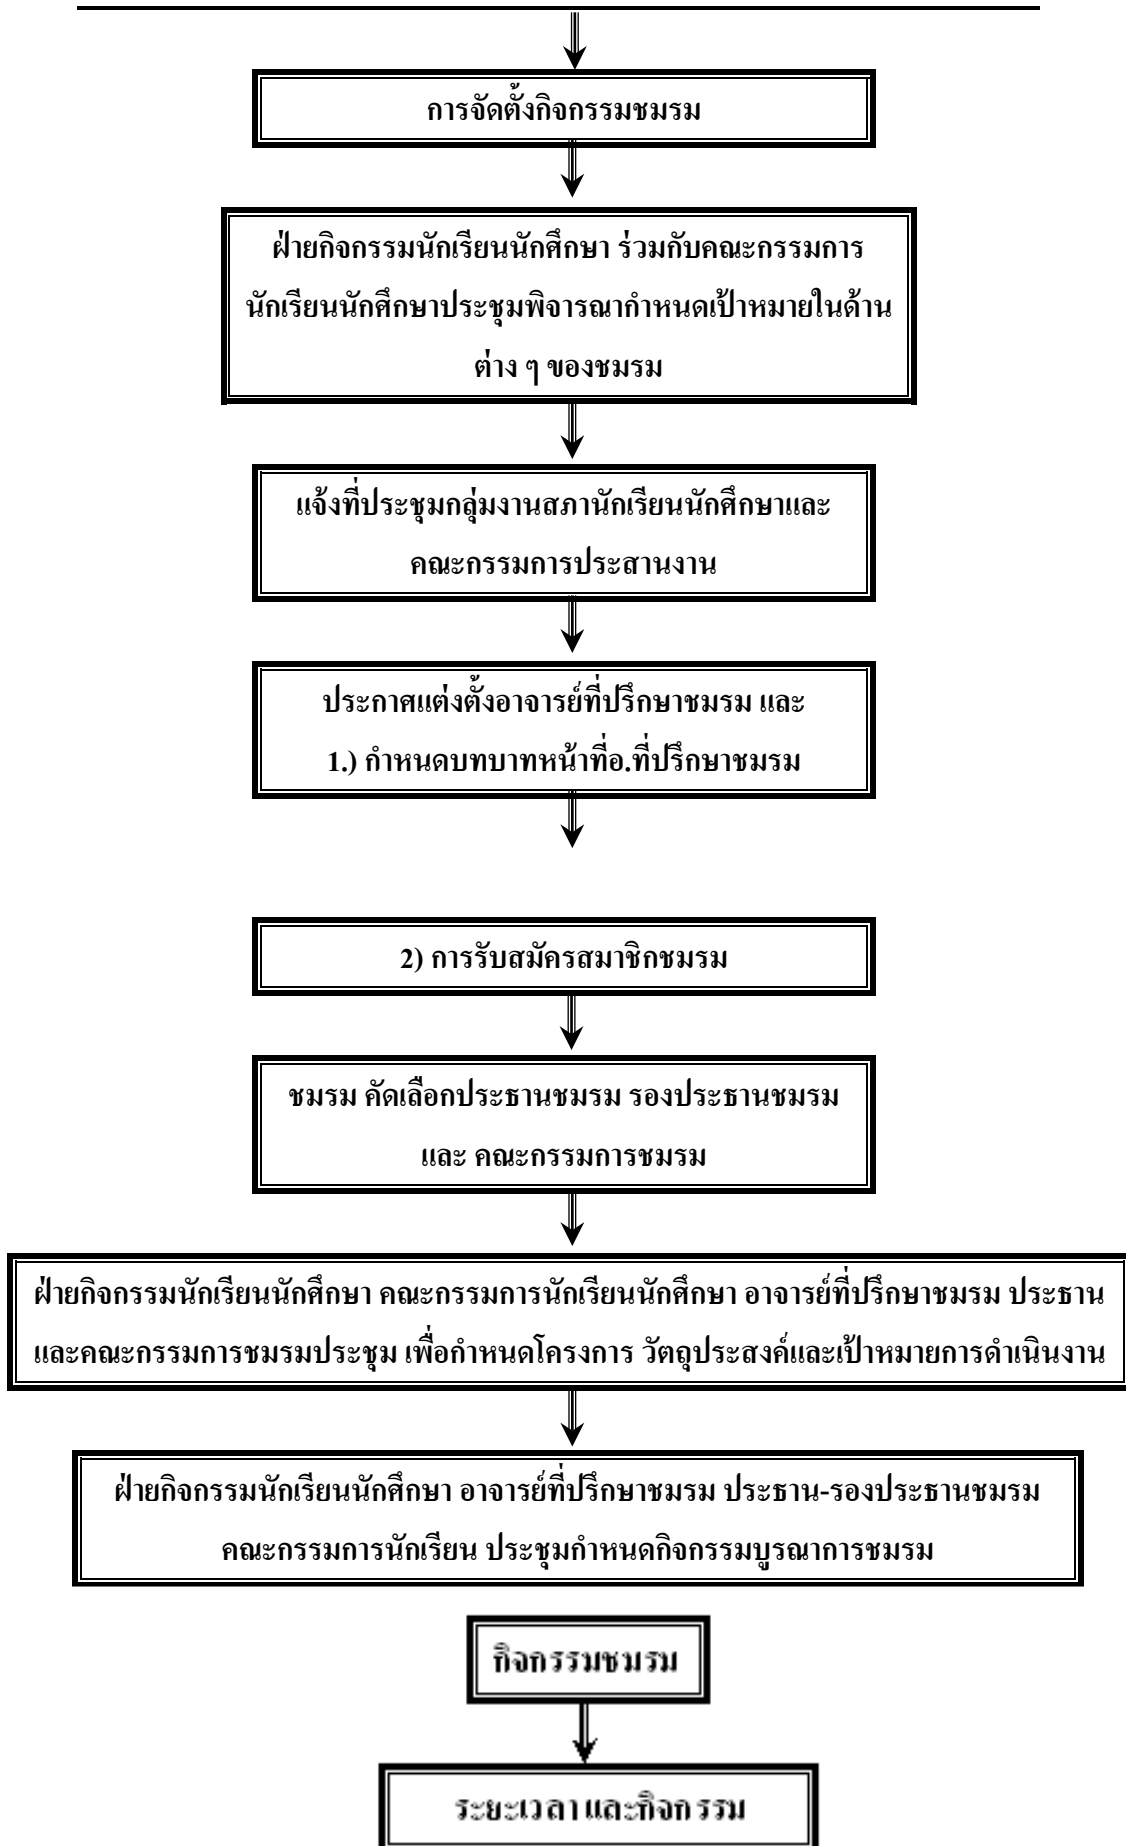 การจัดตั้งกิจกรรมชมรม
ฝ่ายกิจกรรมนักเรียนนักศึกษา ร่วมกับคณะกรรมการ
นักเรียนนักศึกษาประชุมพิจารณากำหนดเป้าหมายในด้าน
ต่าง ๆ ของชมรม
แจ้งที่ประชุมกลุ่มงานสภานักเรียนนักศึกษาและ
คณะกรรมการประสานงาน
ประกาศแต่งตั้งอาจารย์ที่ปรึกษาชมรม และ
1.) กำหนดบทบาทหน้าที่อ.ที่ปรึกษาชมรม
2) การรับสมัครสมาชิกชมรม
ชมรม คัดเลือกประธานชมรม รองประธานชมรม
และ คณะกรรมการชมรม
ฝ่ายกิจกรรมนักเรียนนักศึกษา คณะกรรมการนักเรียนนักศึกษา อาจารย์ที่ปรึกษาชมรม ประธาน
และคณะกรรมการชมรมประชุม เพื่อกำหนดโครงการ วัตถุประสงค์และเป้าหมายการดำเนินงาน
ฝ่ายกิจกรรมนักเรียนนักศึกษา อาจารย์ที่ปรึกษาชมรม ประธาน-รองประธานชมรม
คณะกรรมการนักเรียน ประชุมกำหนดกิจกรรมบูรณาการชมรม
กิจกรรมชมรม
ระยะเวลา และกิจกรรม